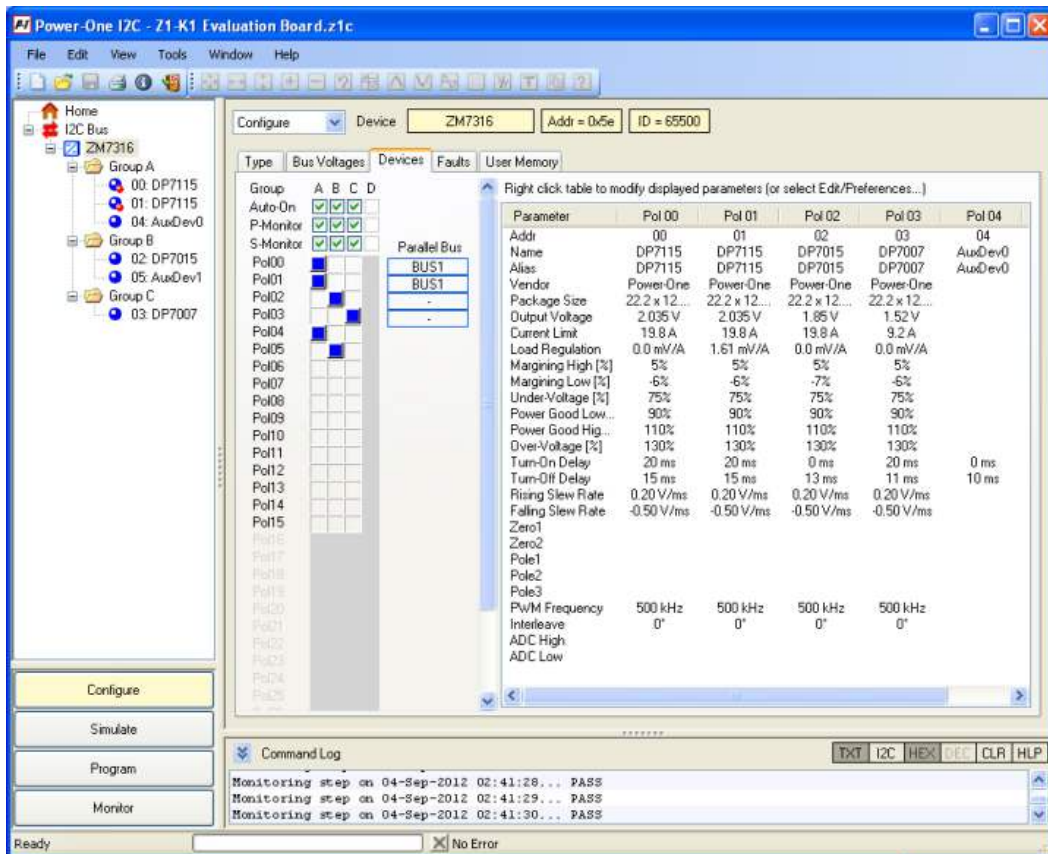 Power-One I2C - Z1-K1 Evaluation Board.z1c
File Edit View Tools Window Help
Home
I2C Bus
ZM7316
Group A
00: DP7115
01: DP7115
04: AuxDev0
Group B
02: DP7015
05: AuxDev1
Group C
03: DP7007
Configure
Simulate
Program
Monitor
Configure Device ZM7316 Addr = 0x5e ID = 65500
Type Bus Voltages Devices Faults User Memory
Group A B C D
Auto-On
P-Monitor
S-Monitor
Parallel Bus
Pol00 BUS1
Pol01 BUS1
Pol02 -
Pol03 -
Pol04
Pol05
Pol06
Pol07
Pol08
Pol09
Pol10
Pol11
Pol12
Pol13
Pol14
Pol15
Pol16
Pol17
Pol18
Pol19
Pol20
Pol21
Pol22
Pol23
Pol24
Pol25
Right click table to modify displayed parameters (or select Edit/Preferences...)
Parameter Pol 00 Pol 01 Pol 02 Pol 03 Pol 04
Addr 00 01 02 03 04
Name DP7115 DP7115 DP7015 DP7007 AuxDev0
Alias DP7115 DP7115 DP7015 DP7007 AuxDev0
Vendor Power-One Power-One Power-One Power-One
Package Size 22.2 x 12.... 22.2 x 12.... 22.2 x 12.... 22.2 x 12....
Output Voltage 2.035 V 2.035 V 1.85 V 1.52 V
Current Limit 19.8 A 19.8 A 19.8 A 9.2 A
Load Regulation 0.0 mV/A 1.61 mV/A 0.0 mV/A 0.0 mV/A
Margining High [%] 5% 5% 5% 5%
Margining Low [%] -6% -6% -7% -6%
Under-Voltage [%] 75% 75% 75% 75%
Power Good Low... 90% 90% 90% 90%
Power Good Hig... 110% 110% 110% 110%
Over-Voltage [%] 130% 130% 130% 130%
Turn-On Delay 20 ms 20 ms 0 ms 20 ms 0 ms
Turn-Off Delay 15 ms 15 ms 13 ms 11 ms 10 ms
Rising Slew Rate 0.20 V/ms 0.20 V/ms 0.20 V/ms 0.20 V/ms
Falling Slew Rate -0.50 V/ms -0.50 V/ms -0.50 V/ms -0.50 V/ms
Zero1
Zero2
Pole1
Pole2
Pole3
PWM Frequency 500 kHz 500 kHz 500 kHz 500 kHz
Interleave 0° 0° 0° 0°
ADC High
ADC Low
Command Log TXT I2C HEX DEC CLR HLP
Monitoring step on 04-Sep-2012 02:41:28... PASS
Monitoring step on 04-Sep-2012 02:41:29... PASS
Monitoring step on 04-Sep-2012 02:41:30... PASS
Ready No Error